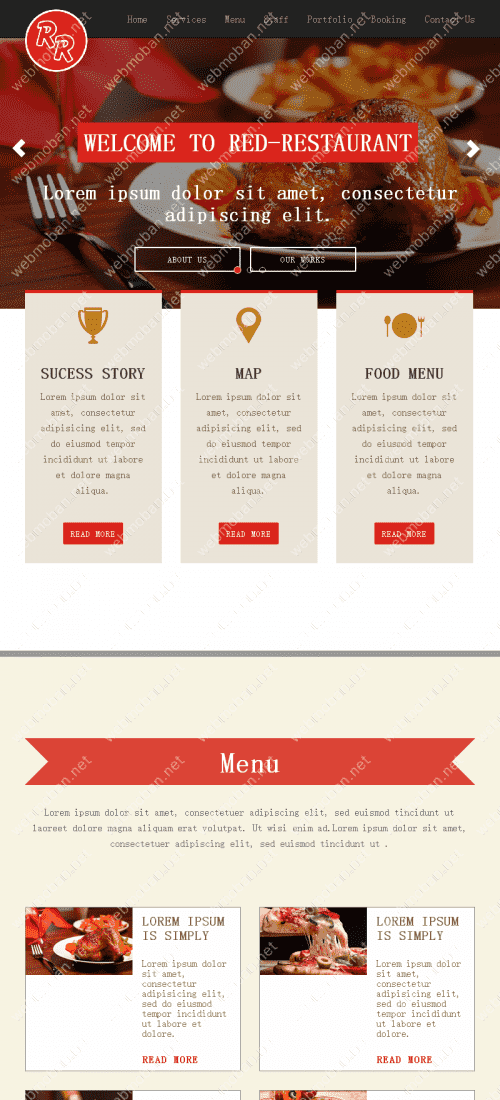 RR
Home Services Menu Staff Portfolio Booking Contact Us
WELCOME TO RED-RESTAURANT
Lorem ipsum dolor sit amet, consectetur
adipiscing elit.
ABOUT US
OUR WORKS
SUCESS STORY
Lorem ipsum dolor sit
amet, consectetur
adipisicing elit, sed
do eiusmod tempor
incididunt ut labore
et dolore magna
aliqua.
READ MORE
MAP
Lorem ipsum dolor sit
amet, consectetur
adipisicing elit, sed
do eiusmod tempor
incididunt ut labore
et dolore magna
aliqua.
READ MORE
FOOD MENU
Lorem ipsum dolor sit
amet, consectetur
adipisicing elit, sed
do eiusmod tempor
incididunt ut labore
et dolore magna
aliqua.
READ MORE
Menu
Lorem ipsum dolor sit amet, consectetuer adipiscing elit, sed euismod tincidunt ut
laoreet dolore magna aliquam erat volutpat. Ut wisi enim ad.Lorem ipsum dolor sit amet,
consectetuer adipiscing elit, sed euismod tincidunt ut .
LOREM IPSUM
IS SIMPLY
Lorem ipsum dolor
sit amet,
consectetur
adipisicing elit,
sed do eiusmod
tempor incididunt
ut labore et
dolore.
READ MORE
LOREM IPSUM
IS SIMPLY
Lorem ipsum dolor
sit amet,
consectetur
adipisicing elit,
sed do eiusmod
tempor incididunt
ut labore et
dolore.
READ MORE
webmoban.net